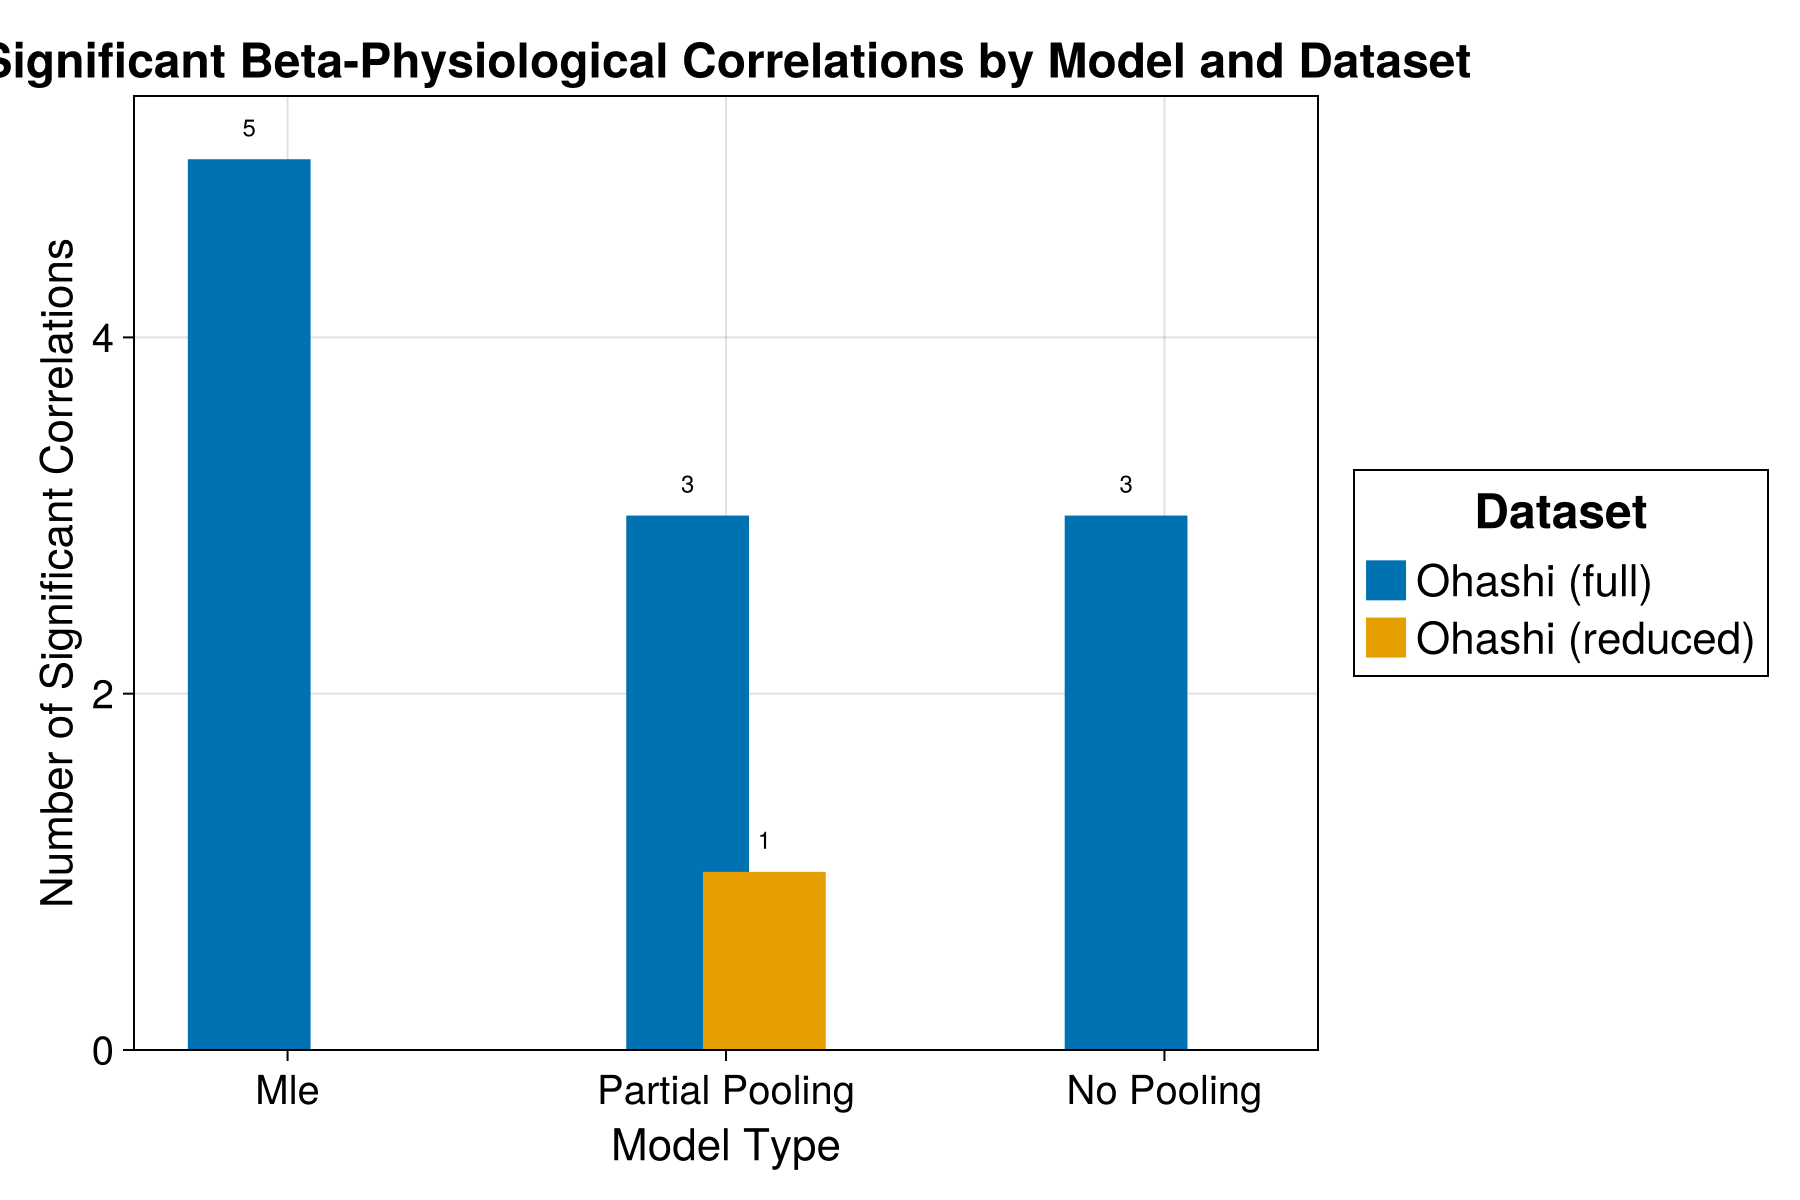 Significant Beta-Physiological Correlations by Model and Dataset
5
3
3
1
4
2
0
Number of Significant Correlations
Mle
Partial Pooling
No Pooling
Model Type
Dataset
Ohashi (full)
Ohashi (reduced)